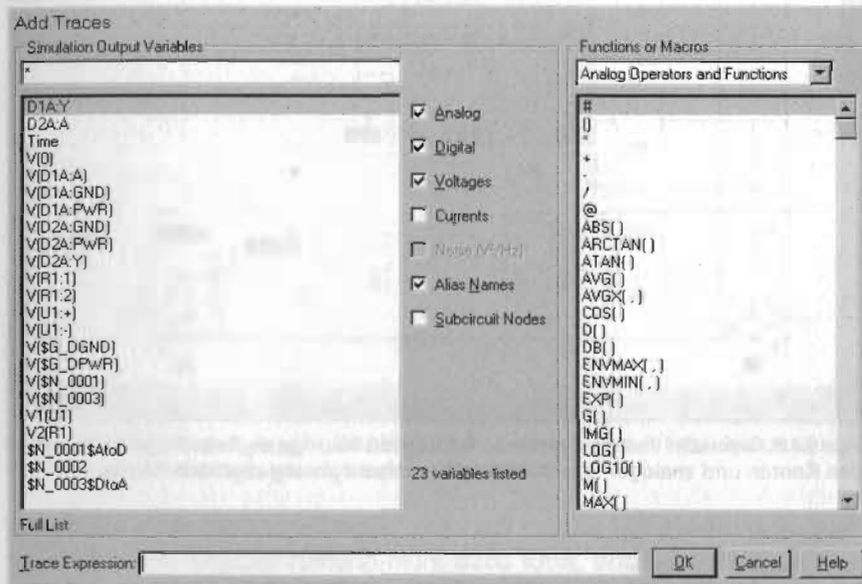 Add Traces
Simulation Output Variables
*
D1A:Y
D2A:A
Time
V(0)
V(D1A:A)
V(D1A:GND)
V(D1A:PWR)
V(D2A:GND)
V(D2A:PWR)
V(D2A:Y)
V(R1:1)
V(R1:2)
V(U1:+)
V(U1:-)
V($G_DGND)
V($G_DPWR)
V($N_0001)
V($N_0003)
V1(U1)
V2(R1)
$N_0001$AtoD
$N_0002
$N_0003$DtoA
Full List
Analog
Digital
Voltages
Currents
Noise (V²/Hz)
Alias Names
Subcircuit Nodes
23 variables listed
Functions or Macros
Analog Operators and Functions
#
()
*
+
-
/
@
ABS( )
ARCTAN( )
ATAN( )
AVG( )
AVGX( , )
COS( )
D( )
DB( )
ENVMAX( , )
ENVMIN( , )
EXP( )
G( )
IMG( )
LOG( )
LOG10( )
M( )
MAX( )
Trace Expression:
OK
Cancel
Help